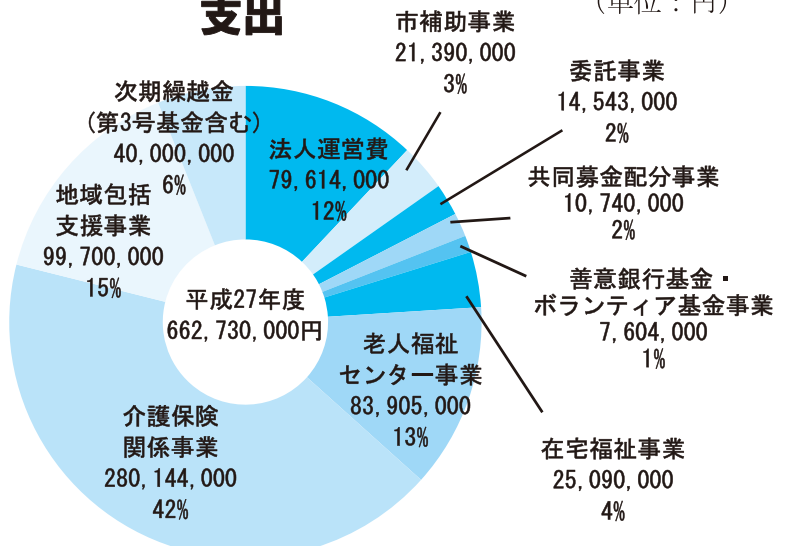 支出
(単位：円)
市補助事業
21,390,000
3%
委託事業
14,543,000
2%
共同募金配分事業
10,740,000
2%
善意銀行基金・
ボランティア基金事業
7,604,000
1%
在宅福祉事業
25,090,000
4%
法人運営費
79,614,000
12%
次期繰越金
(第3号基金含む)
40,000,000
6%
地域包括
支援事業
99,700,000
15%
平成27年度
662,730,000円
老人福祉
センター事業
83,905,000
13%
介護保険
関係事業
280,144,000
42%